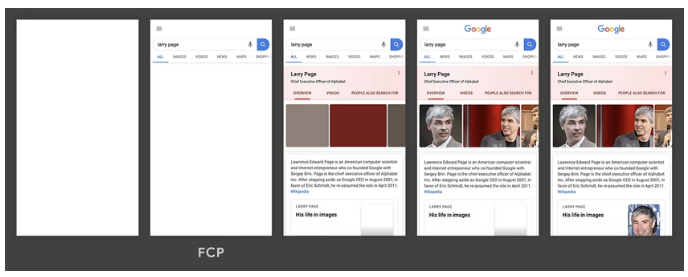 larry page
ALL IMAGES VIDEOS NEWS MAPS SHOPPI
FCP
larry page
ALL NEWS IMAGES VIDEOS MAPS SHOPPI
Larry Page
Chief Executive Officer of Alphabet
OVERVIEW VIDEOS PEOPLE ALSO SEARCH FOR
Lawrence Edward Page is an American computer scientist
and Internet entrepreneur who co-founded Google with
Sergey Brin. Page is the chief executive officer of Alphabet
Inc. After stepping aside as Google CEO in August 2001, in
favor of Eric Schmidt, he re-assumed the role in April 2011.
Wikipedia
LARRY PAGE
His life in images
Google
larry page
ALL NEWS IMAGES VIDEOS MAPS SHOPPI
Larry Page
Chief Executive Officer of Alphabet
OVERVIEW VIDEOS PEOPLE ALSO SEARCH FOR
Lawrence Edward Page is an American computer scientist
and Internet entrepreneur who co-founded Google with
Sergey Brin. Page is the chief executive officer of Alphabet
Inc. After stepping aside as Google CEO in August 2001, in
favor of Eric Schmidt, he re-assumed the role in April 2011.
Wikipedia
LARRY PAGE
His life in images
Google
larry page
ALL NEWS IMAGES VIDEOS MAPS SHOPPI
Larry Page
Chief Executive Officer of Alphabet
OVERVIEW VIDEOS PEOPLE ALSO SEARCH FOR
Lawrence Edward Page is an American computer scientist
and Internet entrepreneur who co-founded Google with
Sergey Brin. Page is the chief executive officer of Alphabet
Inc. After stepping aside as Google CEO in August 2001, in
favor of Eric Schmidt, he re-assumed the role in April 2011.
Wikipedia
LARRY PAGE
His life in images